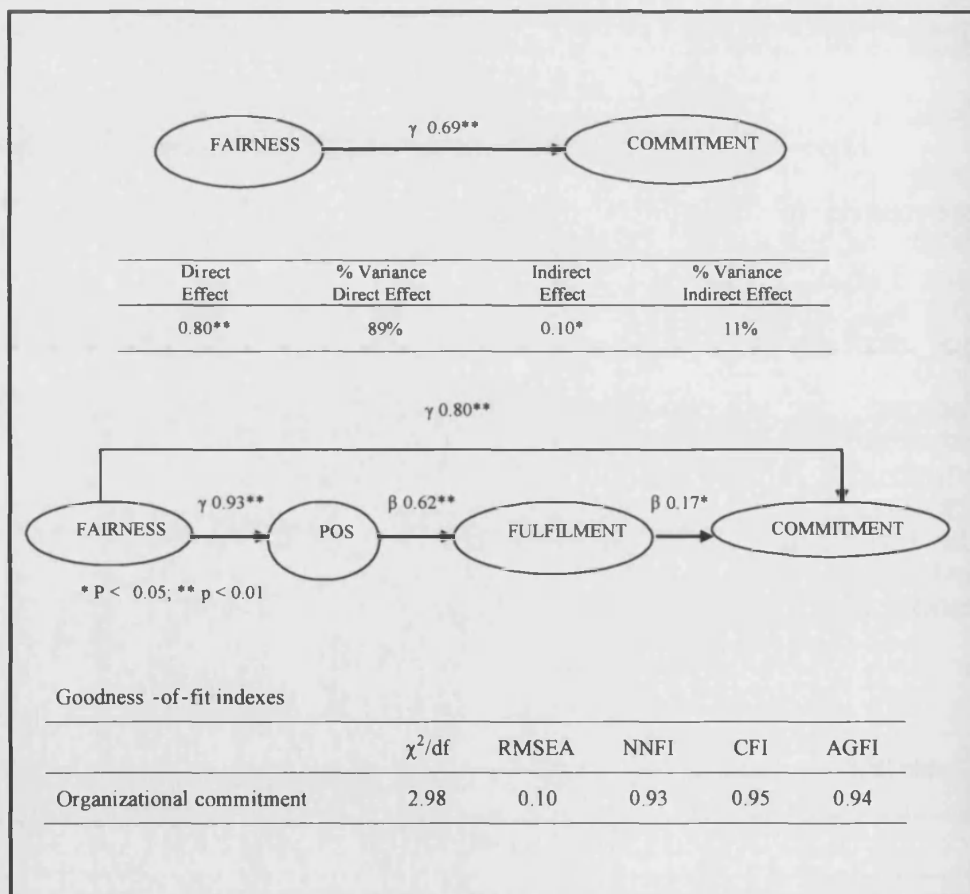 γ 0.69**
FAIRNESS COMMITMENT
Direct Effect % Variance Direct Effect Indirect Effect % Variance Indirect Effect
0.80** 89% 0.10* 11%
γ 0.80**
γ 0.93** β 0.62** β 0.17*
FAIRNESS POS FULFILMENT COMMITMENT
* P < 0.05; ** p < 0.01
Goodness -of-fit indexes
χ²/df RMSEA NNFI CFI AGFI
Organizational commitment 2.98 0.10 0.93 0.95 0.94